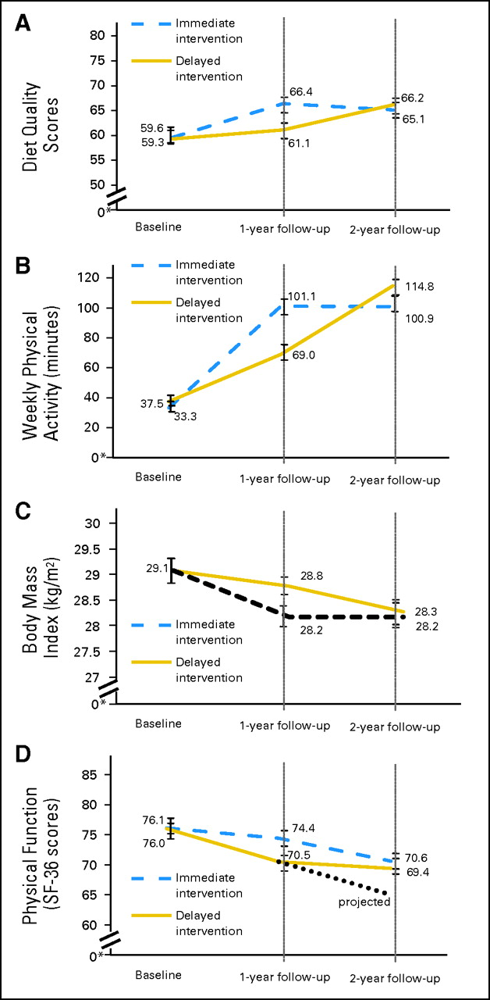 A
Diet Quality
Scores
80
75
70
65
60
55
50
0*
Immediate
intervention
Delayed
intervention
59.6
59.3
66.4
61.1
66.2
65.1
Baseline
1-year follow-up
2-year follow-up
B
Weekly Physical
Activity (minutes)
120
100
80
60
40
20
0*
Immediate
intervention
Delayed
intervention
37.5
33.3
101.1
69.0
114.8
100.9
Baseline
1-year follow-up
2-year follow-up
C
Body Mass
Index (kg/m²)
30
29.5
29
28.5
28
27.5
27
0*
29.1
28.8
28.2
28.3
28.2
Immediate
intervention
Delayed
intervention
Baseline
1-year follow-up
2-year follow-up
D
Physical Function
(SF-36 scores)
85
80
75
70
65
60
0*
76.1
76.0
74.4
70.5
70.6
69.4
projected
Immediate
intervention
Delayed
intervention
Baseline
1-year follow-up
2-year follow-up